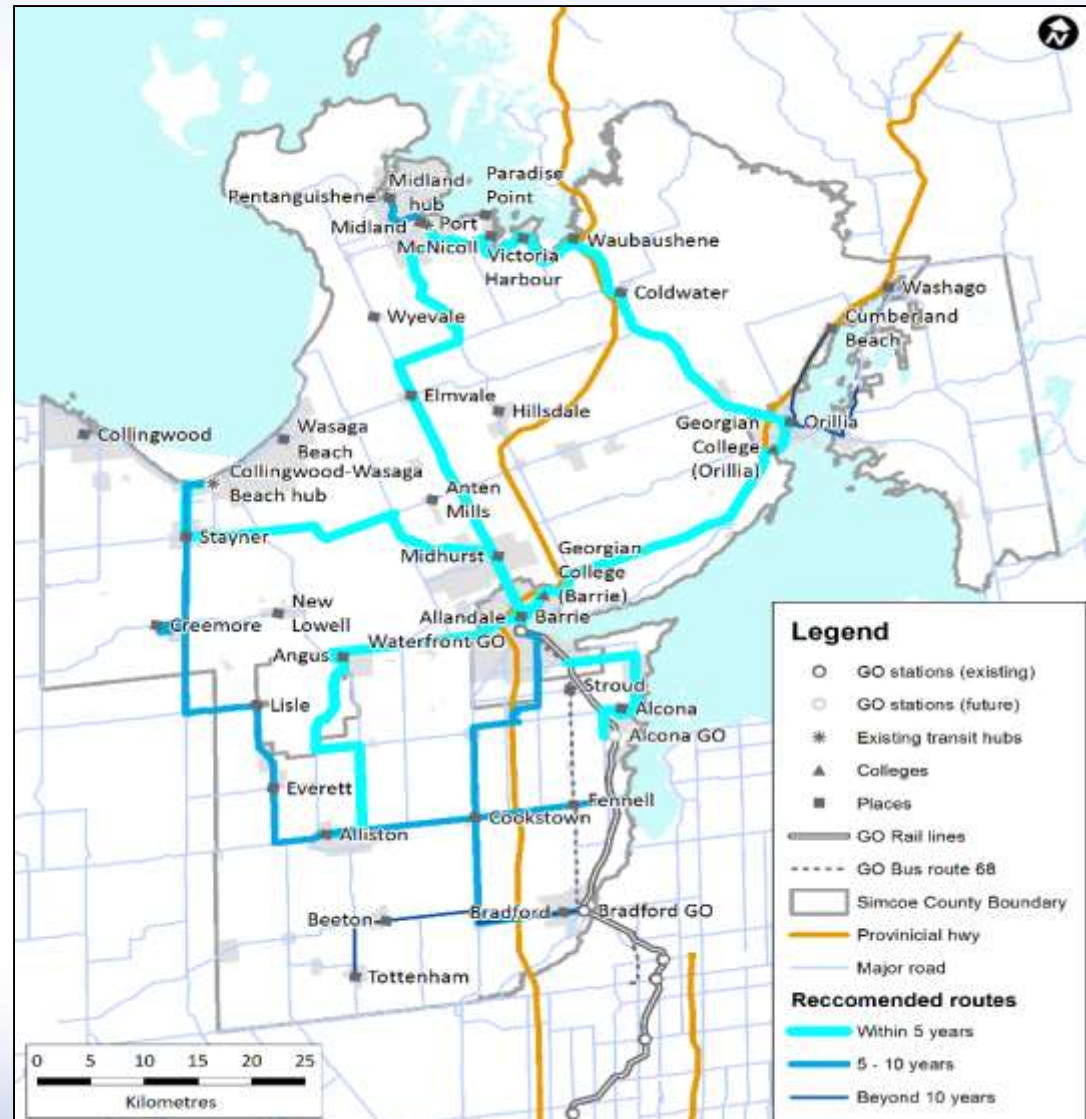 N
Paradise
Point
Midland
hub
Pentanguishene
Midland
Port
McNicoll
Victoria
Harbour
Waubaushene
Coldwater
Washago
Cumberland
Beach
Wyevale
Elmvale
Hillsdale
Georgian
College
(Orillia)
Orillia
Collingwood
Wasaga
Beach
Collingwood-Wasaga
Beach hub
Anten
Mills
Stayner
Midhurst
Georgian
College
(Barrie)
New
Lowell
Creemore
Allandale
Waterfront GO
Barrie
Angus
Stroud
Lisle
Alcona
Alcona GO
Everett
Fennell
Cookstown
Alliston
Beeton
Bradford
Bradford GO
Tottenham
Legend
GO stations (existing)
GO stations (future)
Existing transit hubs
Colleges
Places
GO Rail lines
GO Bus route 68
Simcoe County Boundary
Provinicial hwy
Major road
Reccomended routes
Within 5 years
5 - 10 years
Beyond 10 years
0 5 10 15 20 25
Kilometres